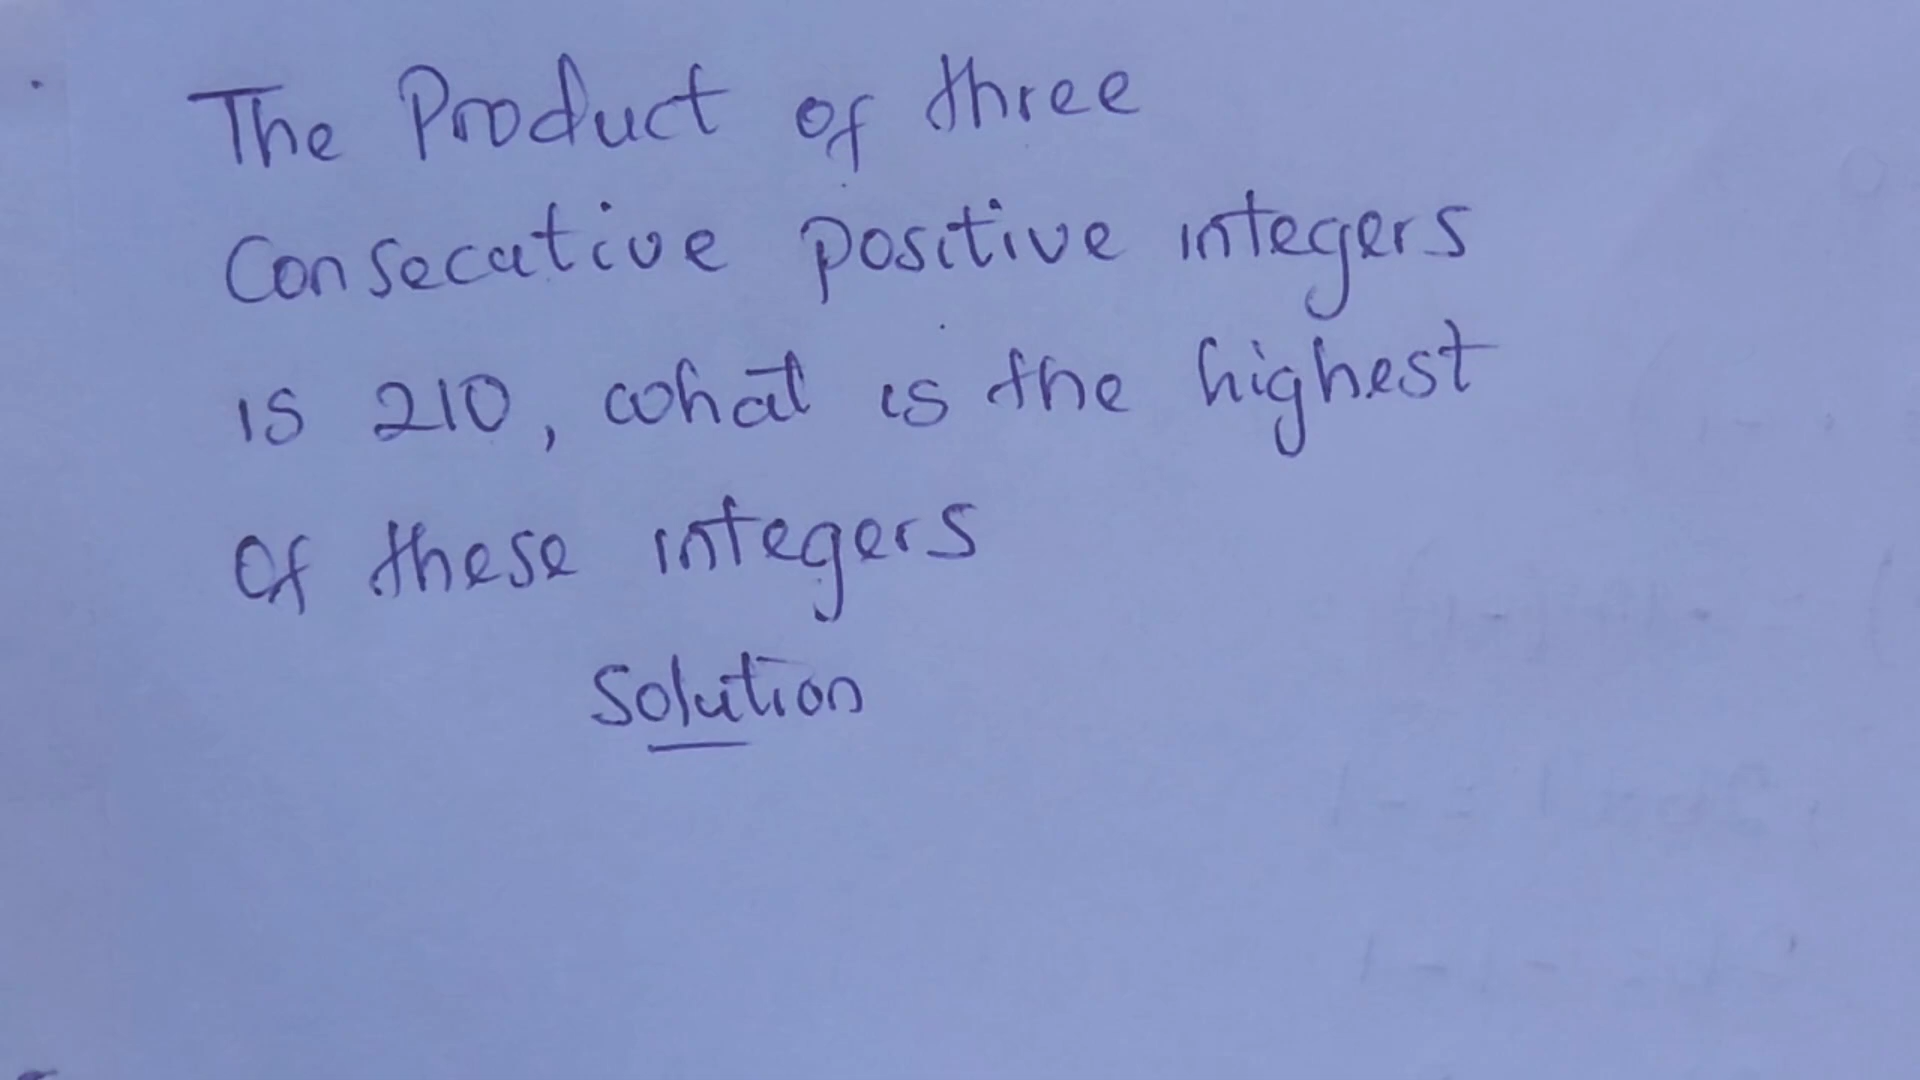 The Product of three
Consecutive positive integers
is 210, what is the highest
Of these integers
Solution